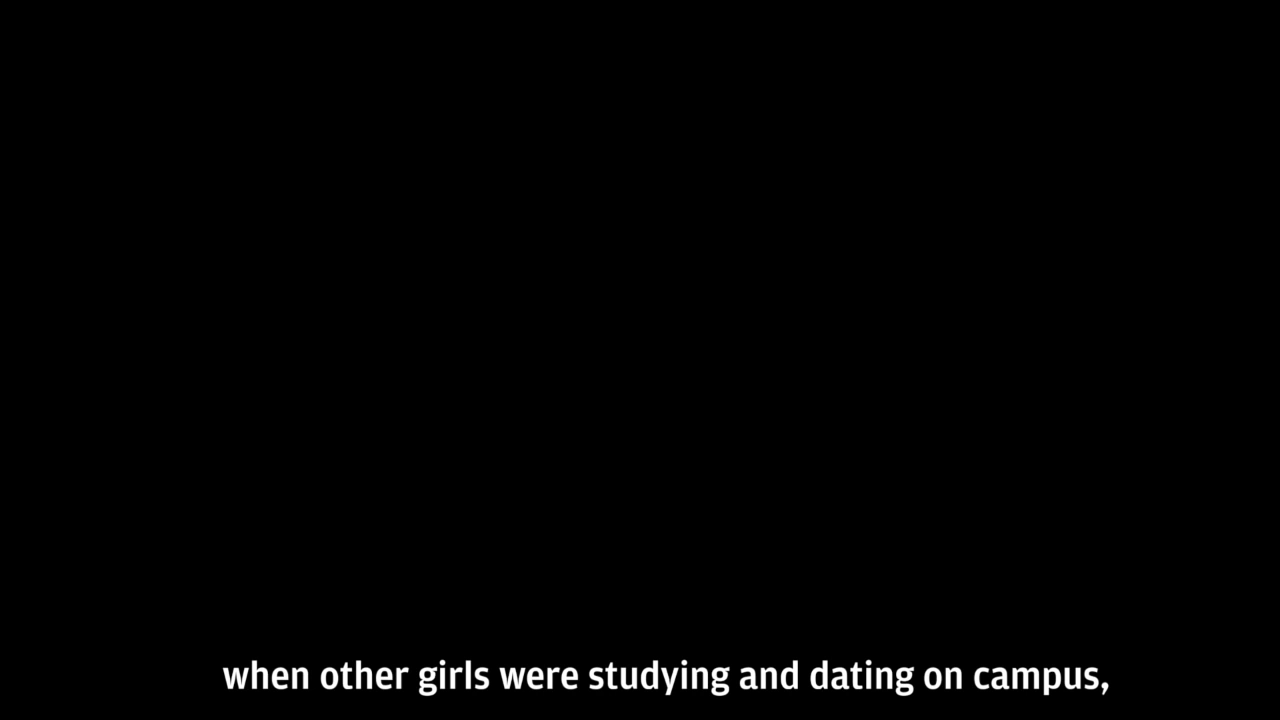 when other girls were studying and dating on campus,